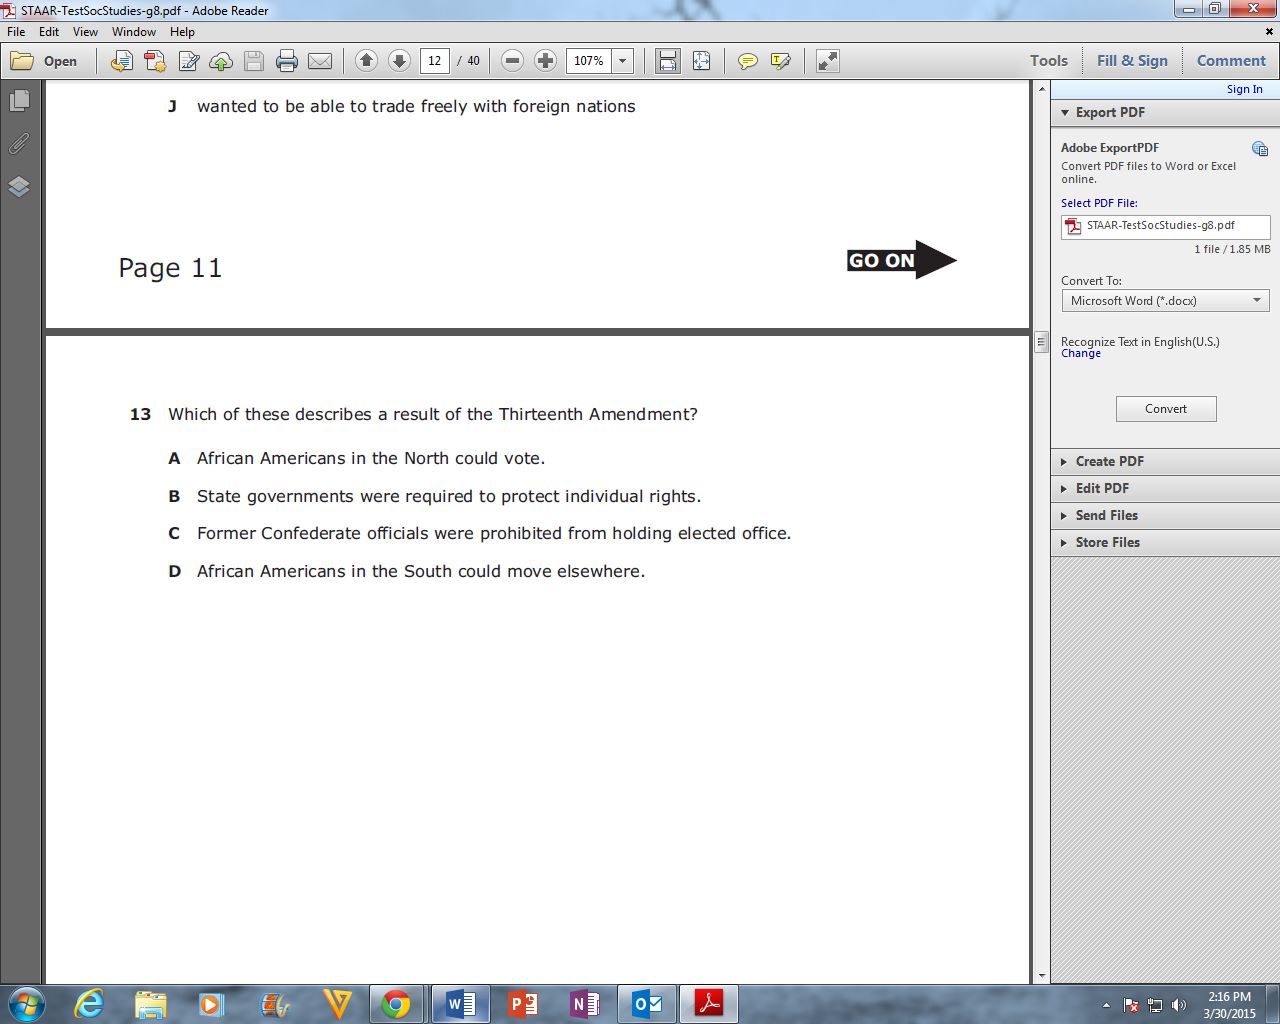 STAAR-TestSocStudies-g8.pdf - Adobe Reader
File Edit View Window Help
Open 12 / 40 107% Tools Fill & Sign Comment
Sign In
J wanted to be able to trade freely with foreign nations
Page 11
GO ON
13 Which of these describes a result of the Thirteenth Amendment?
A African Americans in the North could vote.
B State governments were required to protect individual rights.
C Former Confederate officials were prohibited from holding elected office.
D African Americans in the South could move elsewhere.
Export PDF
Adobe ExportPDF
Convert PDF files to Word or Excel
online.
Select PDF File:
STAAR-TestSocStudies-g8.pdf
1 file / 1.85 MB
Convert To:
Microsoft Word (*.docx)
Recognize Text in English(U.S.)
Change
Convert
Create PDF
Edit PDF
Send Files
Store Files
2:16 PM
3/30/2015